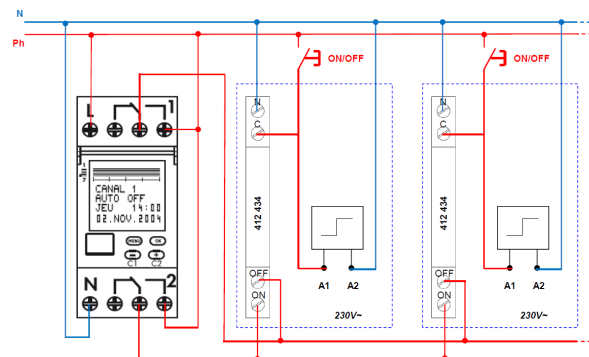 N
Ph
ON/OFF
ON/OFF
L
1
N
C
N
C
CANAL 1
AUTO OFF
JEU 14:00
02.NOV.2004
MENU
OK
C1 C2
412 434
412 434
N
2
OFF
ON
A1 A2
230V~
OFF
ON
A1 A2
230V~